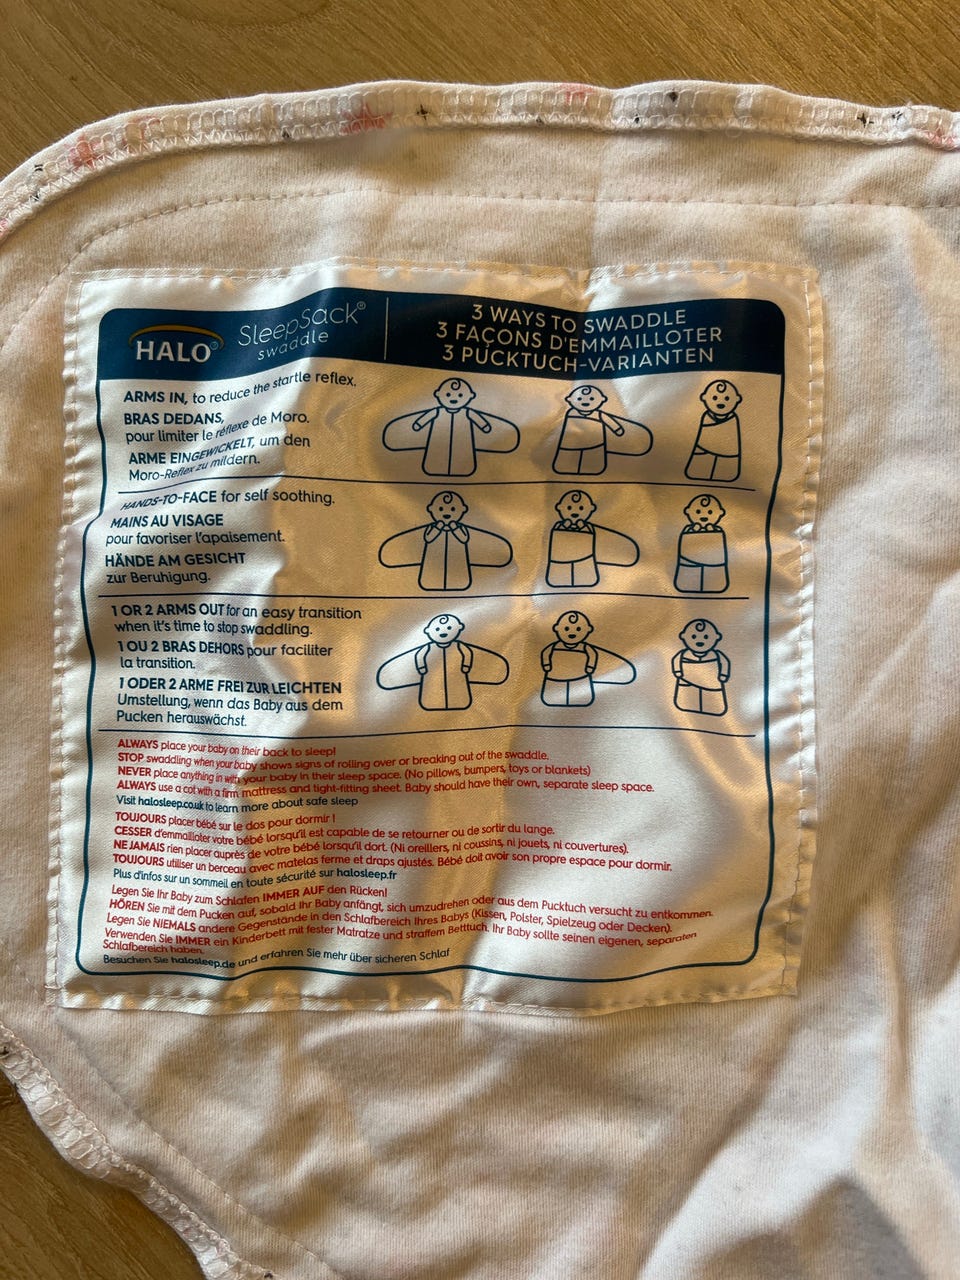 HALO® SleepSack®
swaddle
3 WAYS TO SWADDLE
3 FAÇONS D'EMMAILLOTER
3 PUCKTUCH-VARIANTEN
ARMS IN, to reduce the startle reflex.
BRAS DEDANS,
pour limiter le réflexe de Moro.
ARME EINGEWICKELT, um den
Moro-Reflex zu mildern.
HANDS-TO-FACE for self soothing.
MAINS AU VISAGE
pour favoriser l'apaisement.
HÄNDE AM GESICHT
zur Beruhigung.
1 OR 2 ARMS OUT for an easy transition
when it's time to stop swaddling.
1 OU 2 BRAS DEHORS pour faciliter
la transition.
1 ODER 2 ARME FREI ZUR LEICHTEN
Umstellung, wenn das Baby aus dem
Pucken herauswächst.
ALWAYS place your baby on their back to sleep!
STOP swaddling when your baby shows signs of rolling over or breaking out of the swaddle.
NEVER place anything in with your baby in their sleep space. (No pillows, bumpers, toys or blankets)
ALWAYS use a cot with a firm mattress and tight-fitting sheet. Baby should have their own, separate sleep space.
Visit halosleep.co.uk to learn more about safe sleep
TOUJOURS placer bébé sur le dos pour dormir !
CESSER d'emmailloter votre bébé lorsqu'il est capable de se retourner ou de sortir du lange.
NE JAMAIS rien placer auprès de votre bébé lorsqu'il dort. (Ni oreillers, ni coussins, ni jouets, ni couvertures).
TOUJOURS utiliser un berceau avec matelas ferme et draps ajustés. Bébé doit avoir son propre espace pour dormir.
Plus d'infos sur un sommeil en toute sécurité sur halosleep.fr
Legen Sie Ihr Baby zum Schlafen IMMER AUF den Rücken!
HÖREN Sie mit dem Pucken auf, sobald Ihr Baby anfängt, sich umzudrehen oder aus dem Pucktuch versucht zu entkommen.
Legen Sie NIEMALS andere Gegenstände in den Schlafbereich Ihres Babys (Kissen, Polster, Spielzeug oder Decken).
Verwenden Sie IMMER ein Kinderbett mit fester Matratze und straffem Betttuch. Ihr Baby sollte seinen eigenen, separaten
Schlafbereich haben.
Besuchen Sie halosleep.de und erfahren Sie mehr über sicheren Schlaf